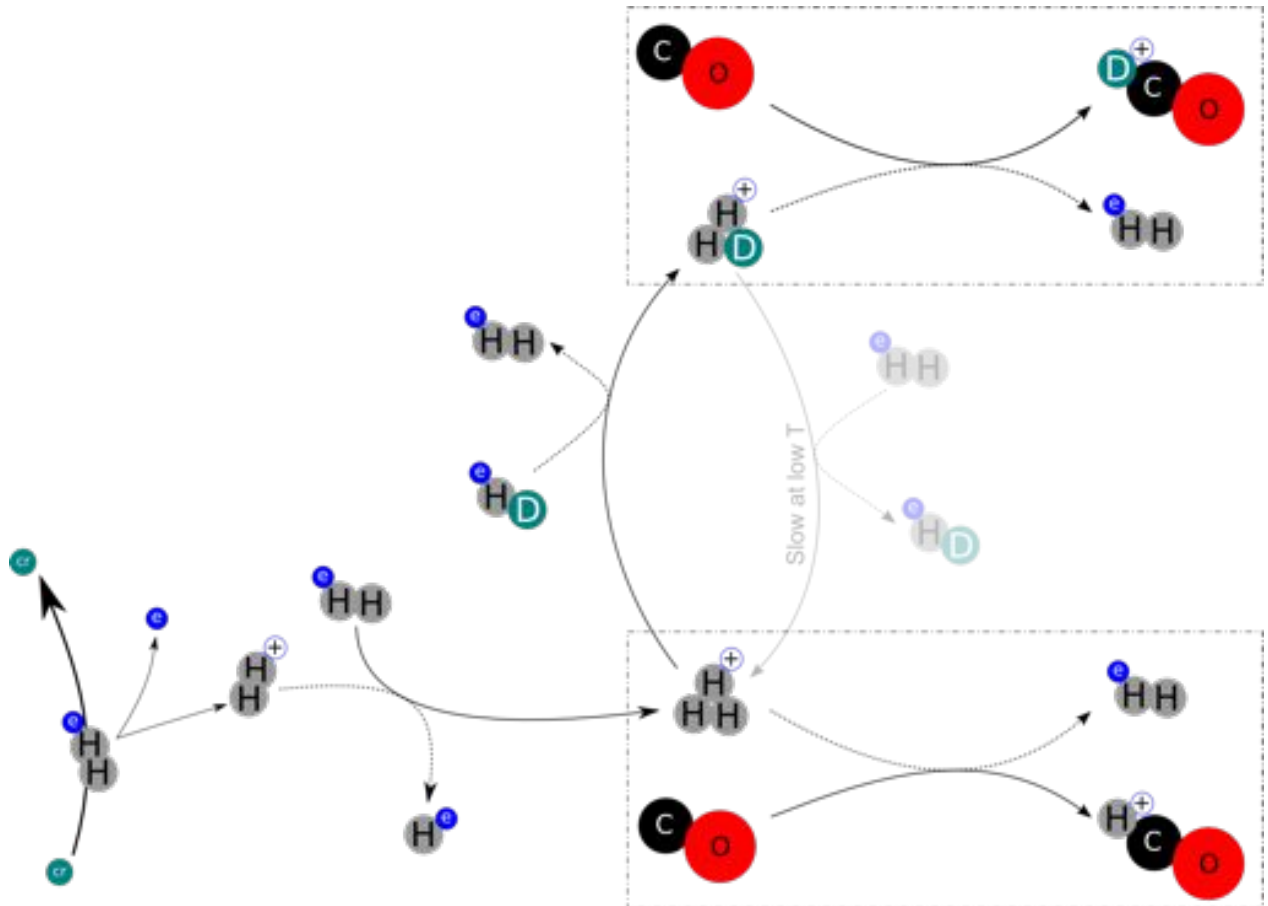 C O
D + C O
H H + D
e H H
e H H
e H H
e H D
Slow at low T
e H D
cr
e
e H H
H H +
H H H +
e H H
e H H
H e
C O
H + C O
cr